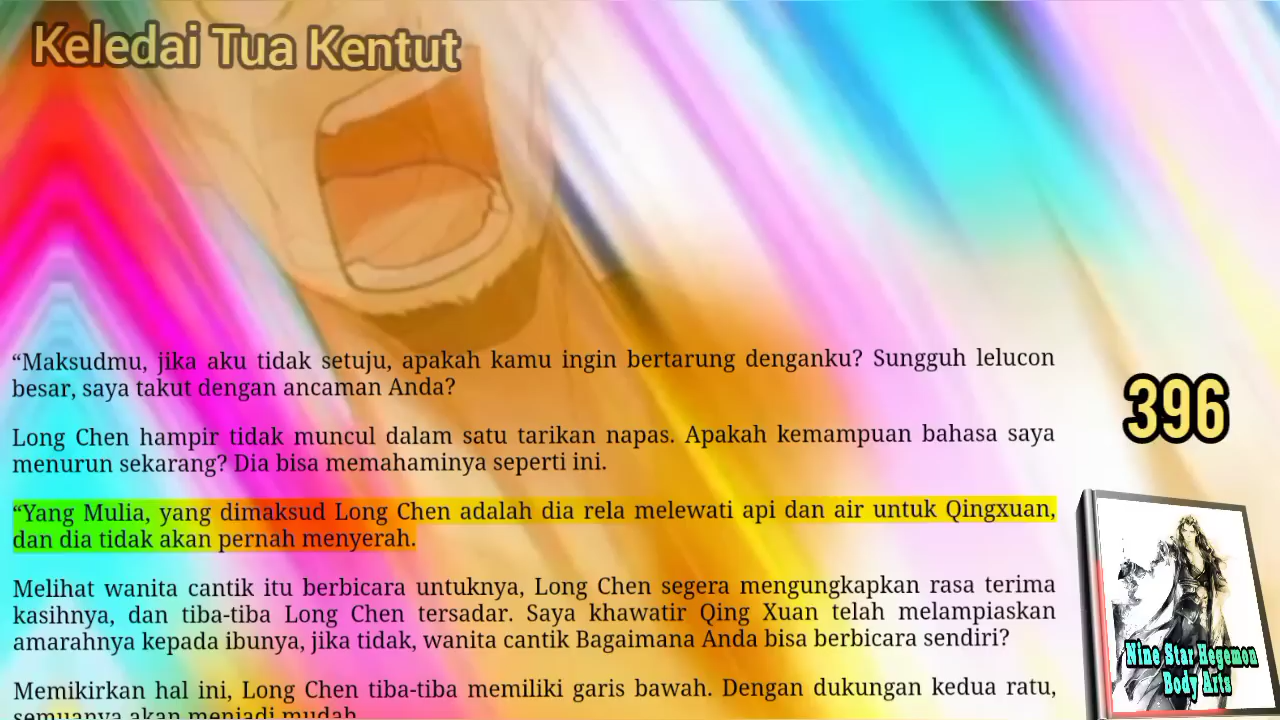 Keledai Tua Kentut
“Maksudmu, jika aku tidak setuju, apakah kamu ingin bertarung denganku? Sungguh lelucon
besar, saya takut dengan ancaman Anda?
Long Chen hampir tidak muncul dalam satu tarikan napas. Apakah kemampuan bahasa saya
menurun sekarang? Dia bisa memahaminya seperti ini.
“Yang Mulia, yang dimaksud Long Chen adalah dia rela melewati api dan air untuk Qingxuan,
dan dia tidak akan pernah menyerah.
Melihat wanita cantik itu berbicara untuknya, Long Chen segera mengungkapkan rasa terima
kasihnya, dan tiba-tiba Long Chen tersadar. Saya khawatir Qing Xuan telah melampiaskan
amarahnya kepada ibunya, jika tidak, wanita cantik Bagaimana Anda bisa berbicara sendiri?
Memikirkan hal ini, Long Chen tiba-tiba memiliki garis bawah. Dengan dukungan kedua ratu,
semuanya akan menjadi mudah
396
Nine Star Hegemon
Body Arts